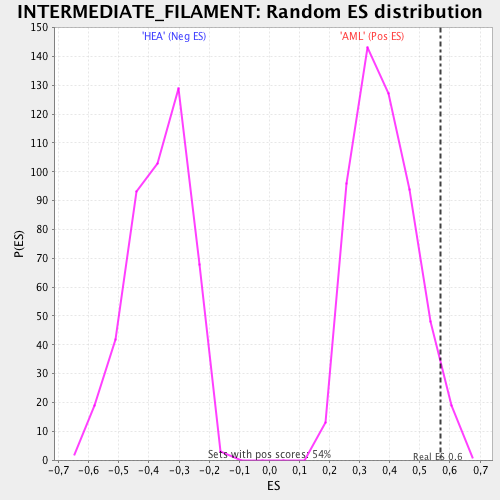 INTERMEDIATE_FILAMENT: Random ES distribution
'HEA' (Neg ES) 'AML' (Pos ES)
P(ES)
150
140
130
120
110
100
90
80
70
60
50
40
30
20
10
0
Sets with pos scores: 54%
Real ES 0.6
-0,7 -0,6 -0,5 -0,4 -0,3 -0,2 -0,1 0,0 0,1 0,2 0,3 0,4 0,5 0,6 0,7
ES